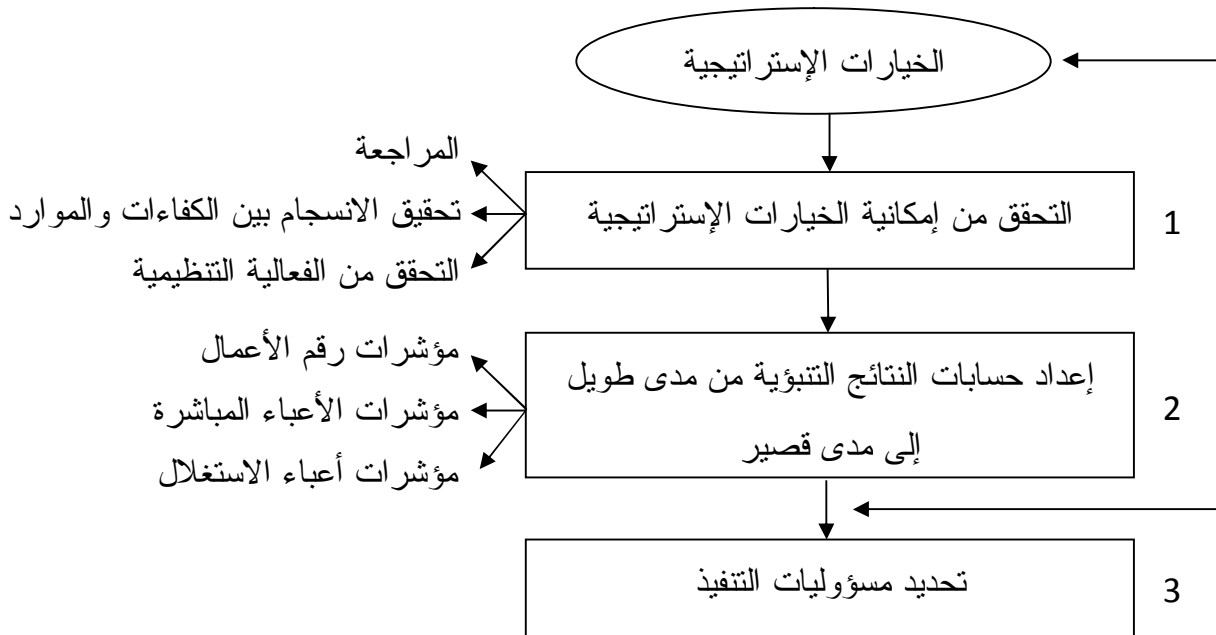 الخيارات الإستراتيجية
التحقق من إمكانية الخيارات الإستراتيجية
1
المراجعة
تحقيق الانسجام بين الكفاءات والموارد
التحقق من الفعالية التنظيمية
إعداد حسابات النتائج التنبؤية من مدى طويل
إلى مدى قصير
2
مؤشرات رقم الأعمال
مؤشرات الأعباء المباشرة
مؤشرات أعباء الاستغلال
تحديد مسؤوليات التنفيذ
3